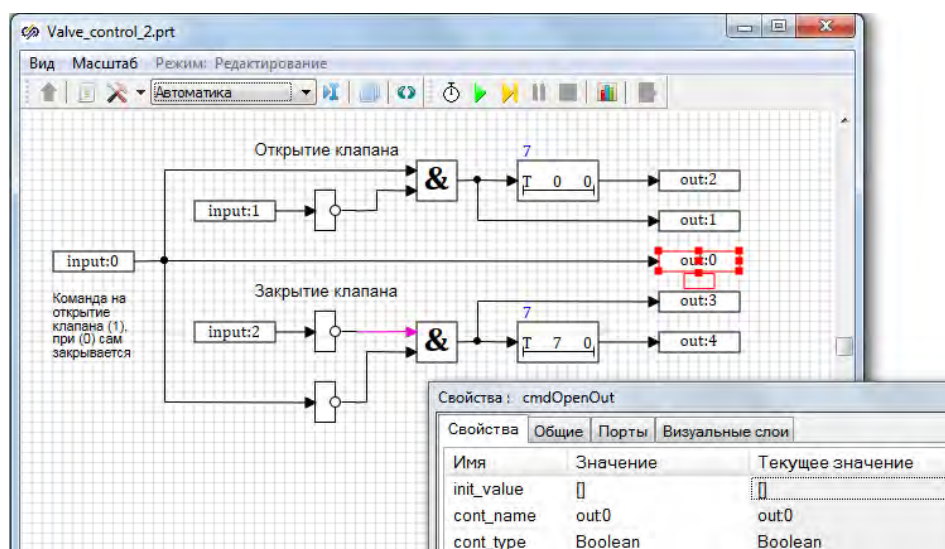 Valve_control_2.prt
Вид Масштаб Режим: Редактирование
Автоматика
Открытие клапана
7
&
T 0 0
out:2
input:1
out:1
input:0
out:0
Команда на
открытие
клапана (1),
при (0) сам
закрывается
Закрытие клапана
out:3
7
input:2
&
T 7 0
out:4
Свойства : cmdOpenOut
Свойства Общие Порты Визуальные слои
Имя Значение Текущее значение
init_value [] []
cont_name out:0 out:0
cont_type Boolean Boolean